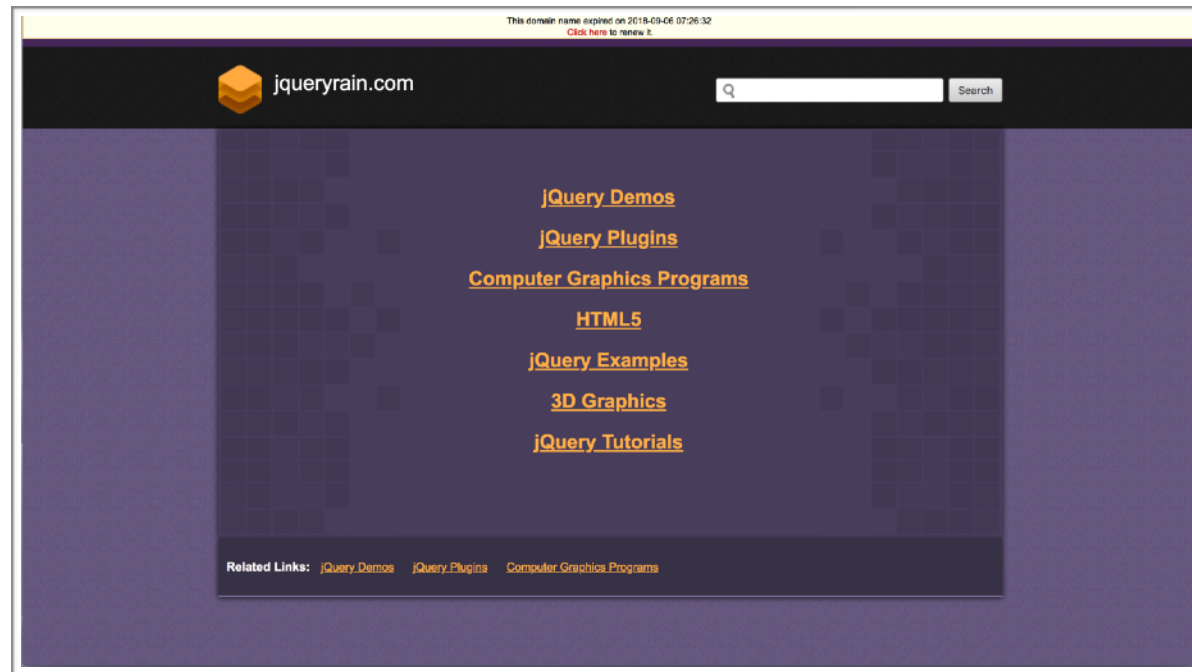 This domain name expired on 2018-09-06 07:26:32
Click here to renew it.
jqueryrain.com
Search
jQuery Demos
jQuery Plugins
Computer Graphics Programs
HTML5
jQuery Examples
3D Graphics
jQuery Tutorials
Related Links: jQuery Demos jQuery Plugins Computer Graphics Programs